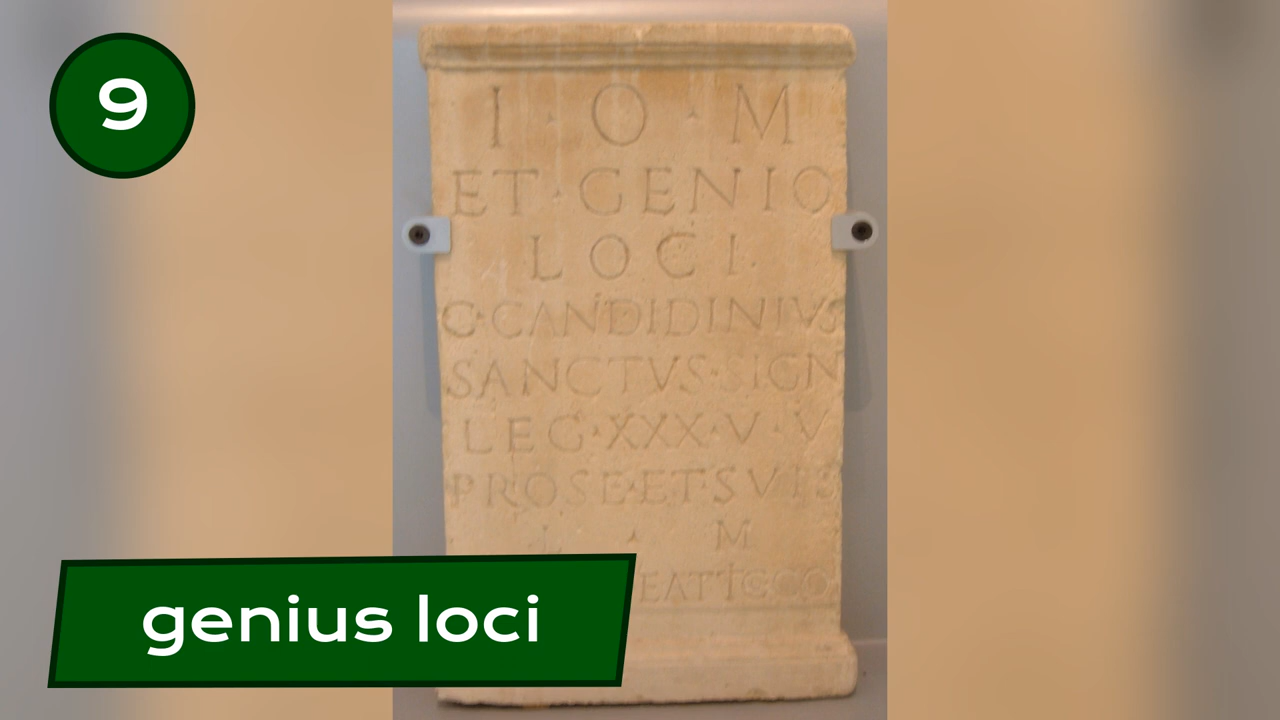 9
I · O · M
ET · GENIO
LOCI
C · CANDIDINIVS
SANCTVS · SIGN
LEG · XXX · V · V
PRO SE · ET · SVIS
L · M
genius loci